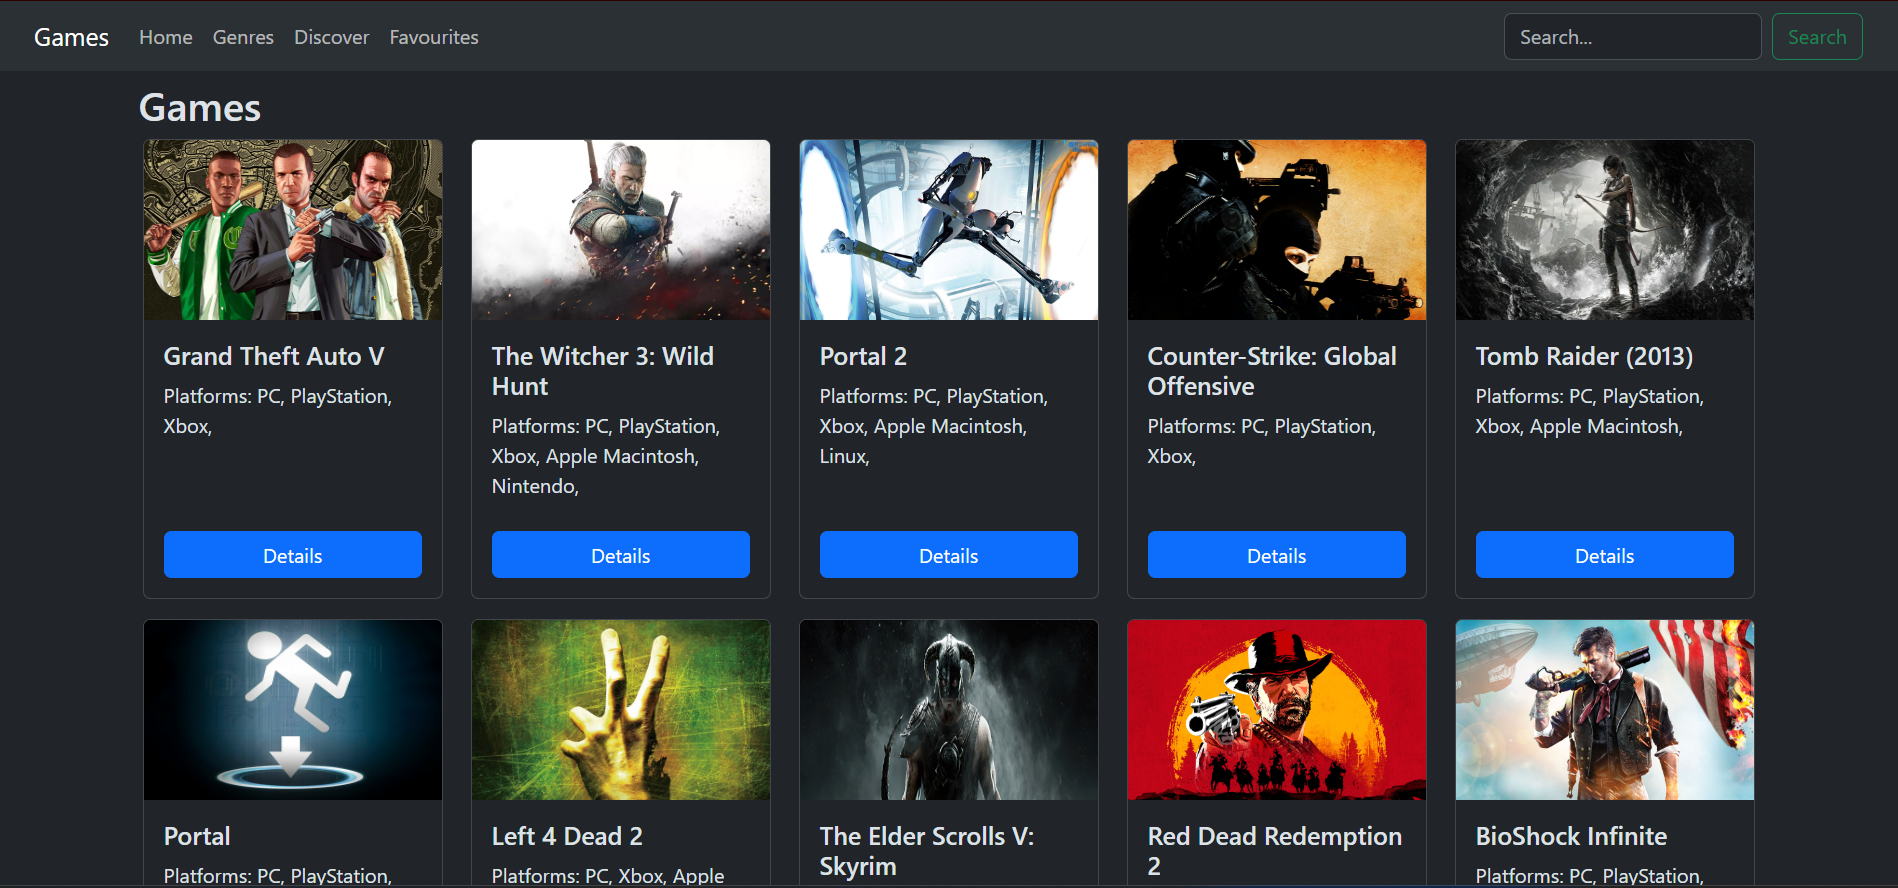 Games Home Genres Discover Favourites Search... Search
Games
Grand Theft Auto V
Platforms: PC, PlayStation,
Xbox,
Details
The Witcher 3: Wild
Hunt
Platforms: PC, PlayStation,
Xbox, Apple Macintosh,
Nintendo,
Details
Portal 2
Platforms: PC, PlayStation,
Xbox, Apple Macintosh,
Linux,
Details
Counter-Strike: Global
Offensive
Platforms: PC, PlayStation,
Xbox,
Details
Tomb Raider (2013)
Platforms: PC, PlayStation,
Xbox, Apple Macintosh,
Details
Portal
Platforms: PC, PlayStation,
Left 4 Dead 2
Platforms: PC, Xbox, Apple
The Elder Scrolls V:
Skyrim
Red Dead Redemption
2
BioShock Infinite
Platforms: PC, PlayStation,